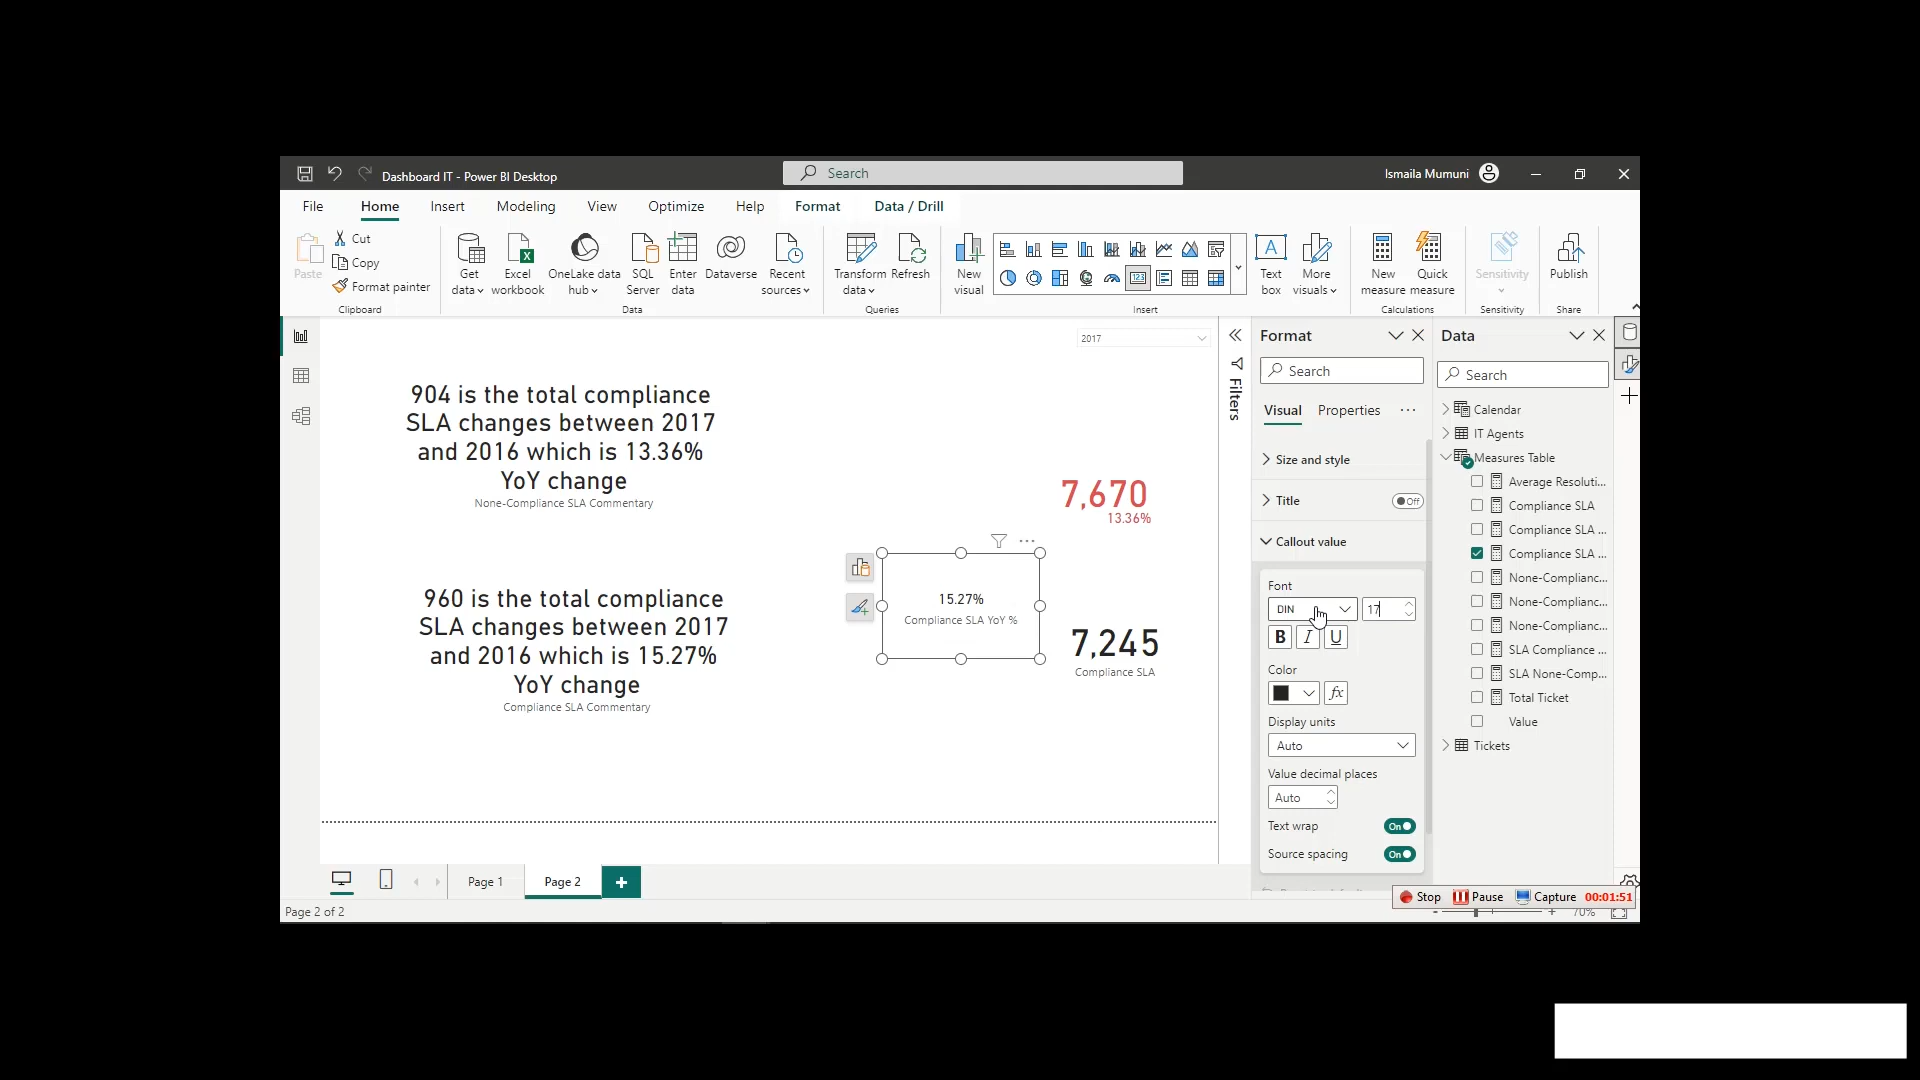 Dashboard IT - Power BI Desktop
Search
Ismaila Mumuni
File
Home
Insert
Modeling
View
Optimize
Help
Format
Data / Drill
Paste
Cut
Copy
Format painter
Clipboard
Get data
Excel workbook
OneLake data hub
SQL Server
Enter data
Dataverse
Recent sources
Data
Transform data
Refresh
Queries
New visual
Text box
More visuals
Insert
New measure
Quick measure
Calculations
Sensitivity
Sensitivity
Publish
Share
2017
904 is the total compliance
SLA changes between 2017
and 2016 which is 13.36%
YoY change
None-Compliance SLA Commentary
7,670
13.36%
15.27%
Compliance SLA YoY %
960 is the total compliance
SLA changes between 2017
and 2016 which is 15.27%
YoY change
Compliance SLA Commentary
7,245
Compliance SLA
Filters
Format
Search
Visual
Properties
Size and style
Title
Off
Callout value
Font
DIN
17
B I U
Color
fx
Display units
Auto
Value decimal places
Auto
Text wrap
On
Source spacing
On
Data
Search
Calendar
IT Agents
Measures Table
Average Resoluti...
Compliance SLA
Compliance SLA ...
Compliance SLA ...
None-Complianc...
None-Complianc...
None-Complianc...
SLA Compliance ...
SLA None-Comp...
Total Ticket
Value
Tickets
Page 1
Page 2
Page 2 of 2
Stop
Pause
Capture
00:01:51
70%